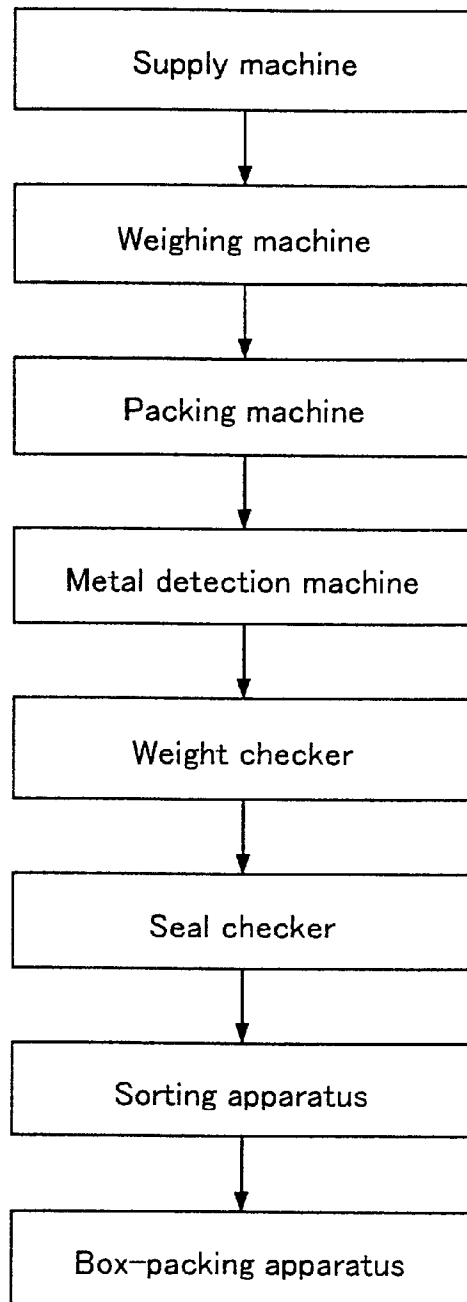 Supply machine
Weighing machine
Packing machine
Metal detection machine
Weight checker
Seal checker
Sorting apparatus
Box-packing apparatus